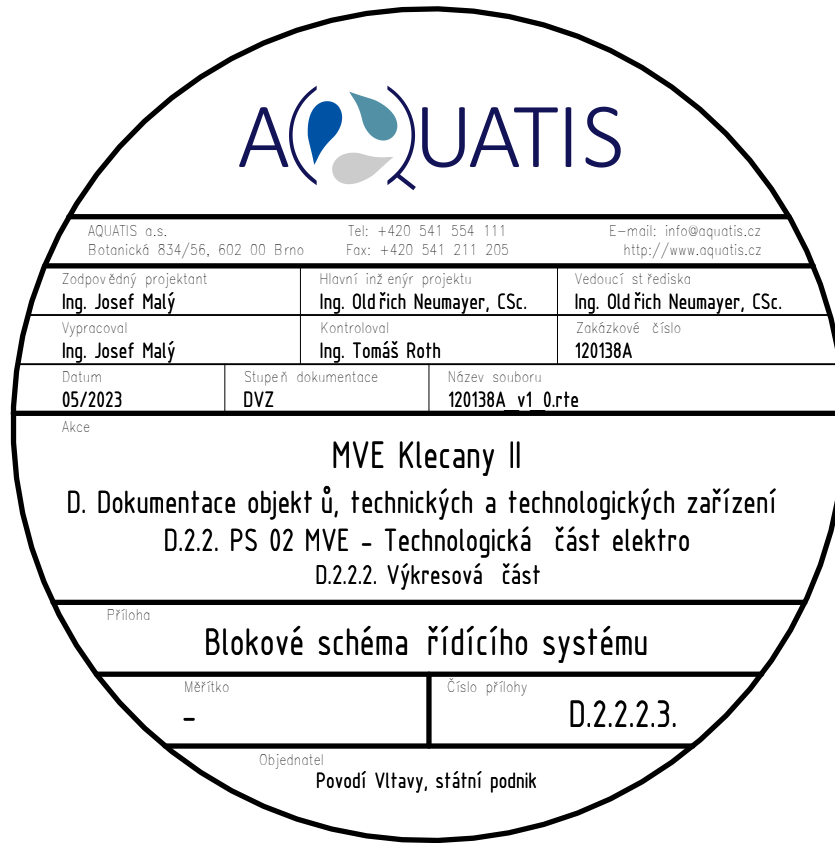 AQUATIS
AQUATIS a.s. Tel: +420 541 554 111 E-mail: info@aquatis.cz
Botanická 834/56, 602 00 Brno Fax: +420 541 211 205 http://www.aquatis.cz
Zodpovědný projektant Hlavní inženýr projektu Vedoucí střediska
Ing. Josef Malý Ing. Oldřich Neumayer, CSc. Ing. Oldřich Neumayer, CSc.
Vypracoval Kontroloval Zakázkové číslo
Ing. Josef Malý Ing. Tomáš Roth 120138A
Datum Stupeň dokumentace Název souboru
05/2023 DVZ 120138A_v1_0.rte
Akce
MVE Klecany II
D. Dokumentace objektů, technických a technologických zařízení
D.2.2. PS 02 MVE - Technologická část elektro
D.2.2.2. Výkresová část
Příloha
Blokové schéma řídícího systému
Měřítko Číslo přílohy
- D.2.2.2.3.
Objednatel
Povodí Vltavy, státní podnik